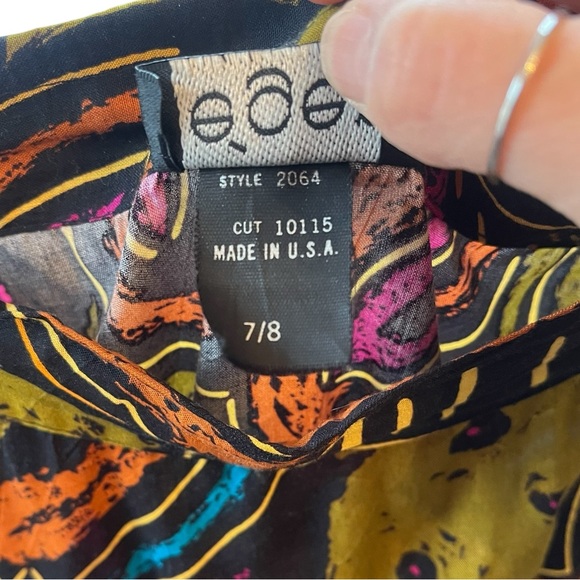 STYLE 2064
CUT 10115
MADE IN U.S.A.
7/8